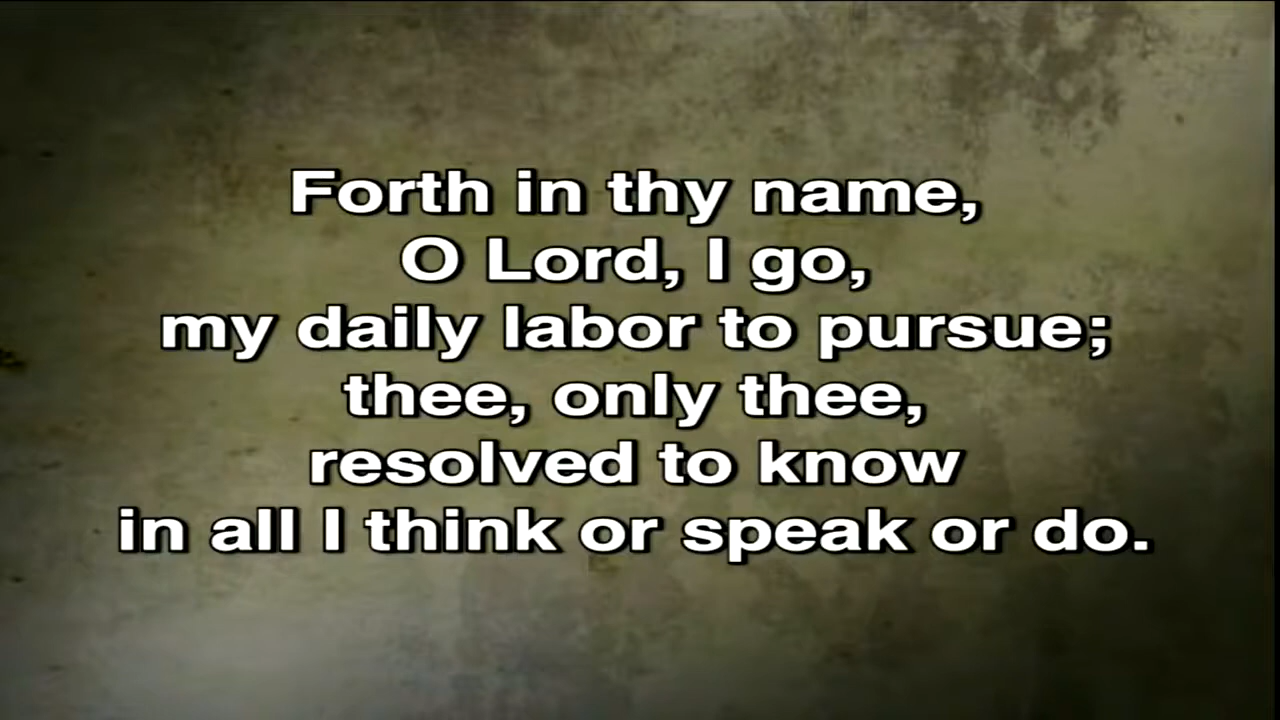 Forth in thy name,
O Lord, I go,
my daily labor to pursue;
thee, only thee,
resolved to know
in all I think or speak or do.